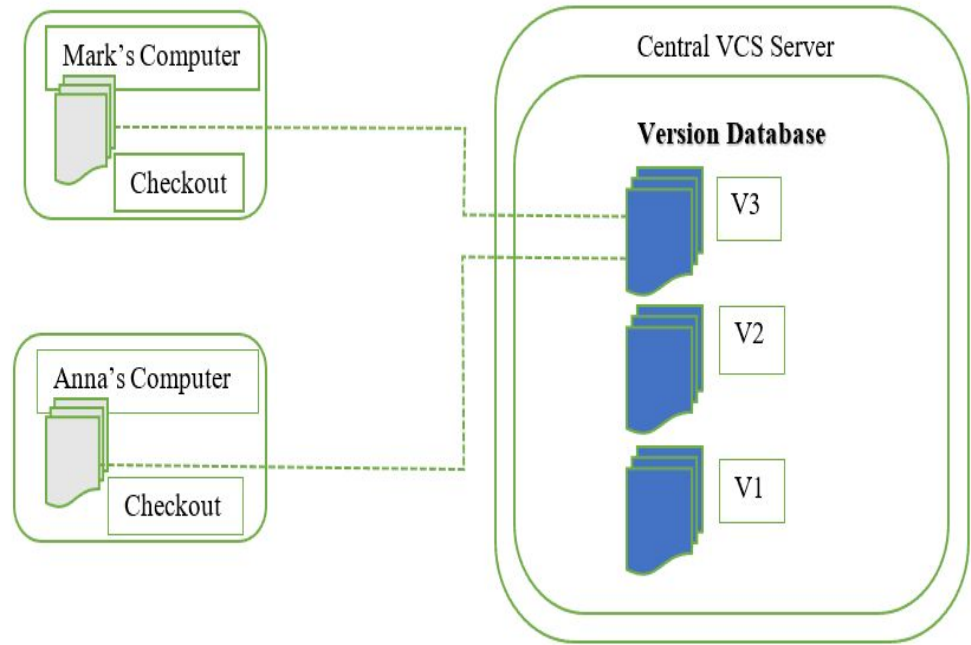 Mark’s Computer
Checkout
Anna’s Computer
Checkout
Central VCS Server
Version Database
V3
V2
V1